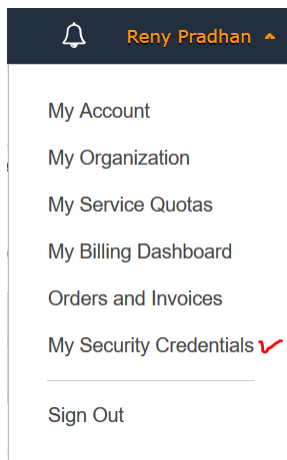 Reny Pradhan
My Account
My Organization
My Service Quotas
My Billing Dashboard
Orders and Invoices
My Security Credentials
Sign Out